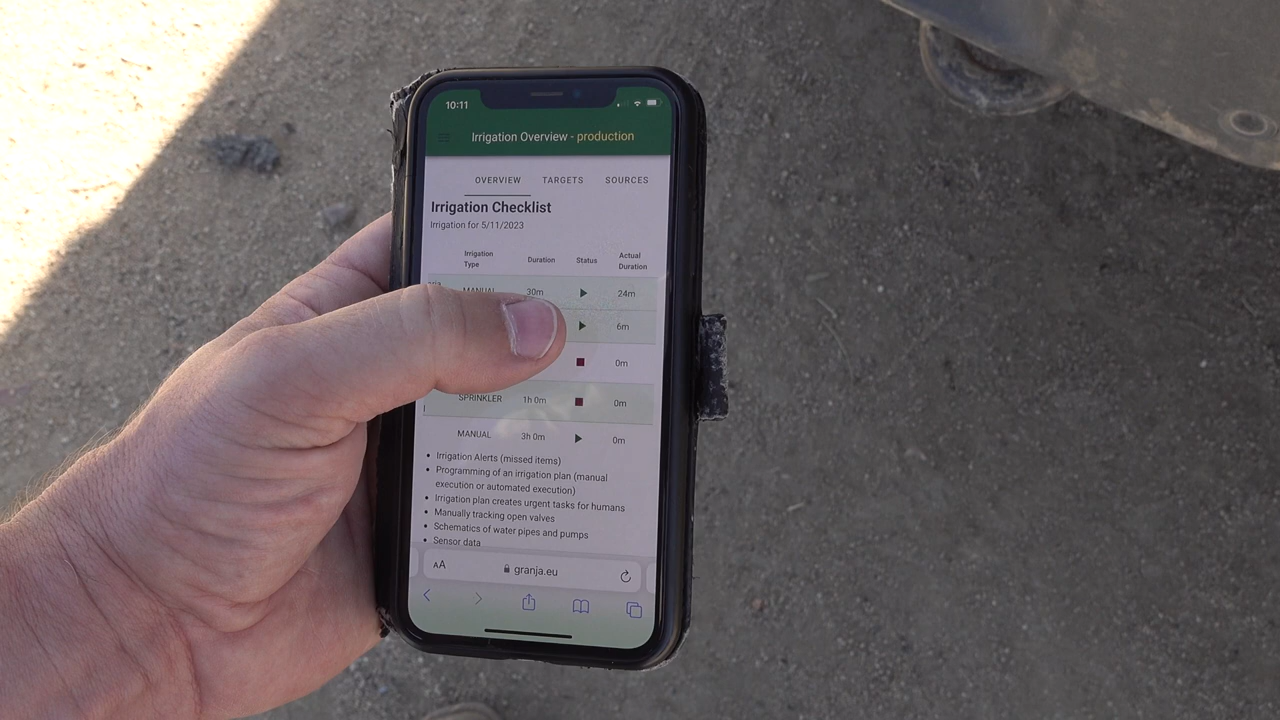 10:11
Irrigation Overview - production
OVERVIEW TARGETS SOURCES
Irrigation Checklist
Irrigation for 5/11/2023
Irrigation Type Duration Status Actual Duration
MANUAL 30m 24m
6m
0m
SPRINKLER 1h 0m 0m
MANUAL 3h 0m 0m
• Irrigation Alerts (missed items)
• Programming of an irrigation plan (manual
execution or automated execution)
• Irrigation plan creates urgent tasks for humans
• Manually tracking open valves
• Schematics of water pipes and pumps
• Sensor data
AA granja.eu